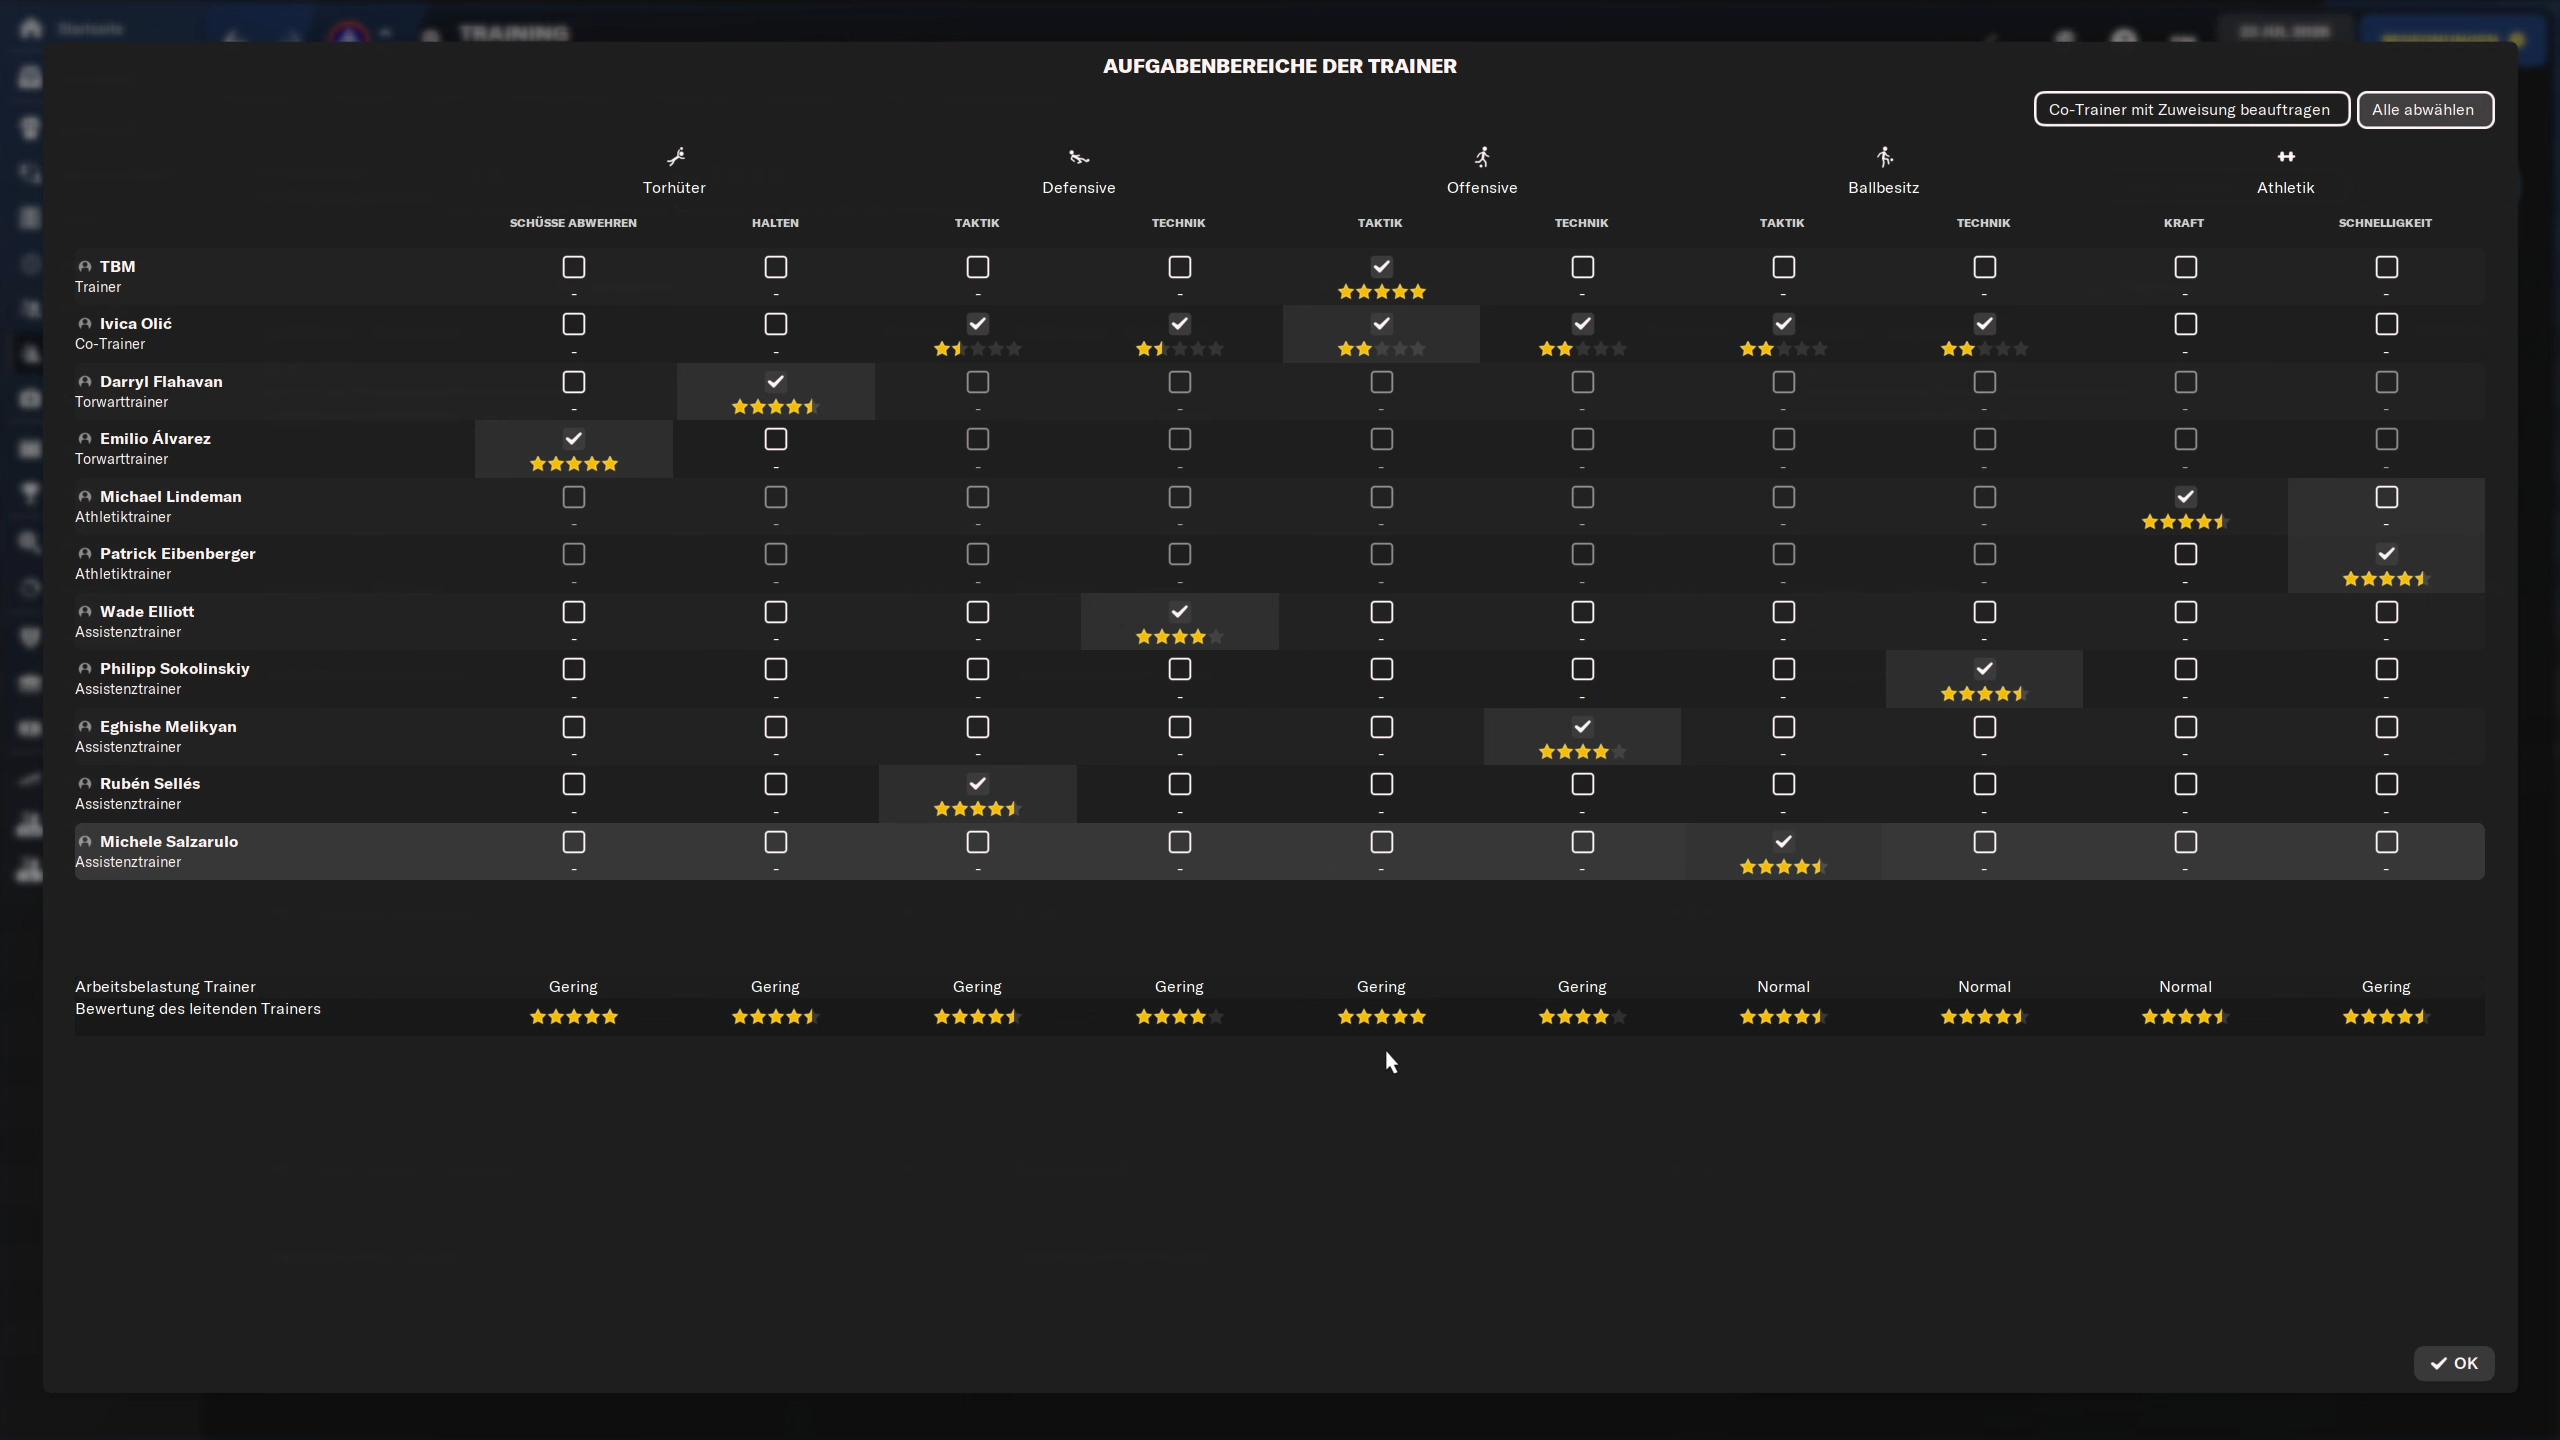 Startseite
TRAINING
AUFGABENBEREICHE DER TRAINER
Co-Trainer mit Zuweisung beauftragen
Alle abwählen
Torhüter Defensive Offensive Ballbesitz Athletik
SCHÜSSE ABWEHREN HALTEN TAKTIK TECHNIK TAKTIK TECHNIK TAKTIK TECHNIK KRAFT SCHNELLIGKEIT
TBM
Trainer
- - - - - - - - -
Ivica Olić
Co-Trainer
- - - -
Darryl Flahavan
Torwarttrainer
- - - - - - - - -
Emilio Álvarez
Torwarttrainer
- - - - - - - - -
Michael Lindeman
Athletiktrainer
- - - - - - - - -
Patrick Eibenberger
Athletiktrainer
- - - - - - - - -
Wade Elliott
Assistenztrainer
- - - - - - - - -
Philipp Sokolinskiy
Assistenztrainer
- - - - - - - - -
Eghishe Melikyan
Assistenztrainer
- - - - - - - - -
Rubén Sellés
Assistenztrainer
- - - - - - - - -
Michele Salzarulo
Assistenztrainer
- - - - - - - - -
Arbeitsbelastung Trainer Gering Gering Gering Gering Gering Gering Normal Normal Normal Gering
Bewertung des leitenden Trainers
OK